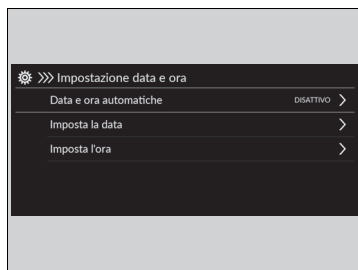 Impostazione data e ora
Data e ora automatiche DISATTIVO
Imposta la data
Imposta l'ora